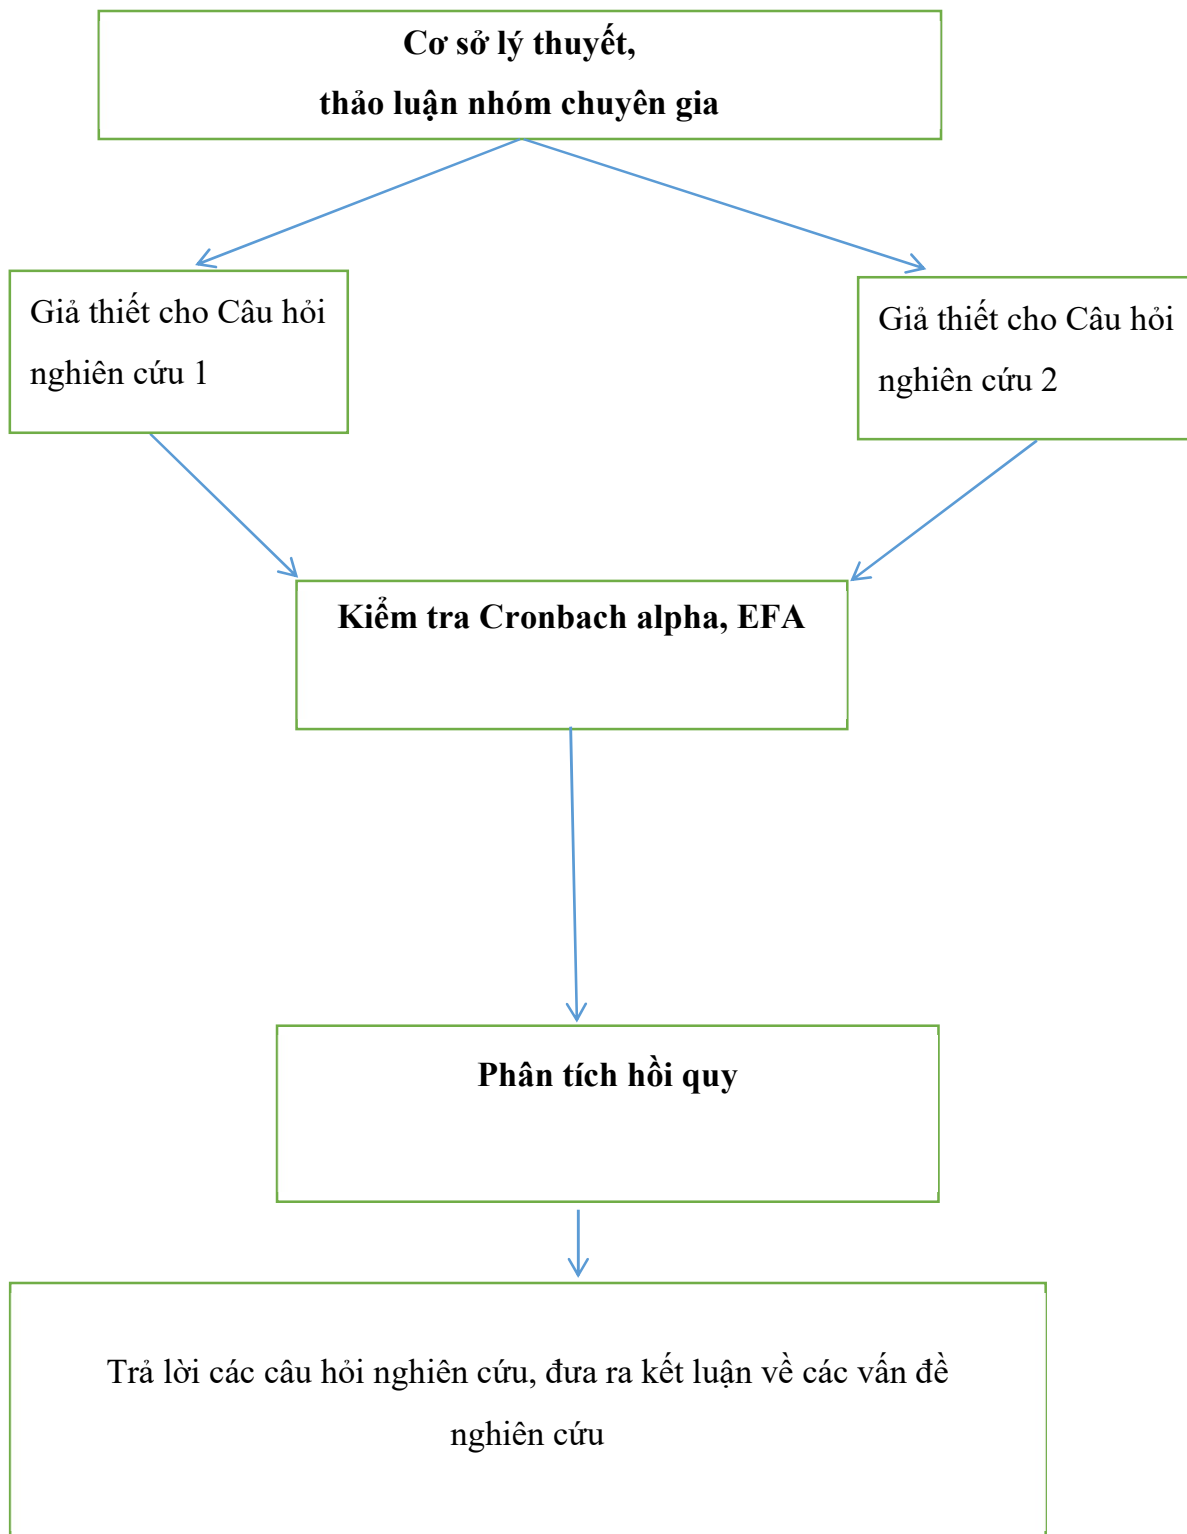 Cơ sở lý thuyết,
thảo luận nhóm chuyên gia
Giả thiết cho Câu hỏi
nghiên cứu 1
Giả thiết cho Câu hỏi
nghiên cứu 2
Kiểm tra Cronbach alpha, EFA
Phân tích hồi quy
Trả lời các câu hỏi nghiên cứu, đưa ra kết luận về các vấn đề
nghiên cứu